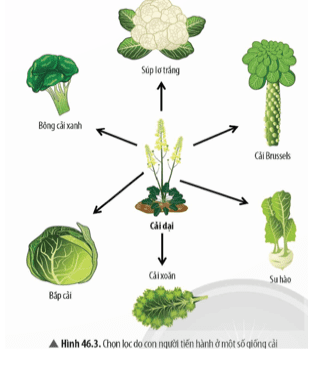 Súp lơ trắng
Bông cải xanh
Cải Brussels
Cải dại
Bắp cải
Cải xoăn
Su hào
▲ Hình 46.3. Chọn lọc do con người tiến hành ở một số giống cải